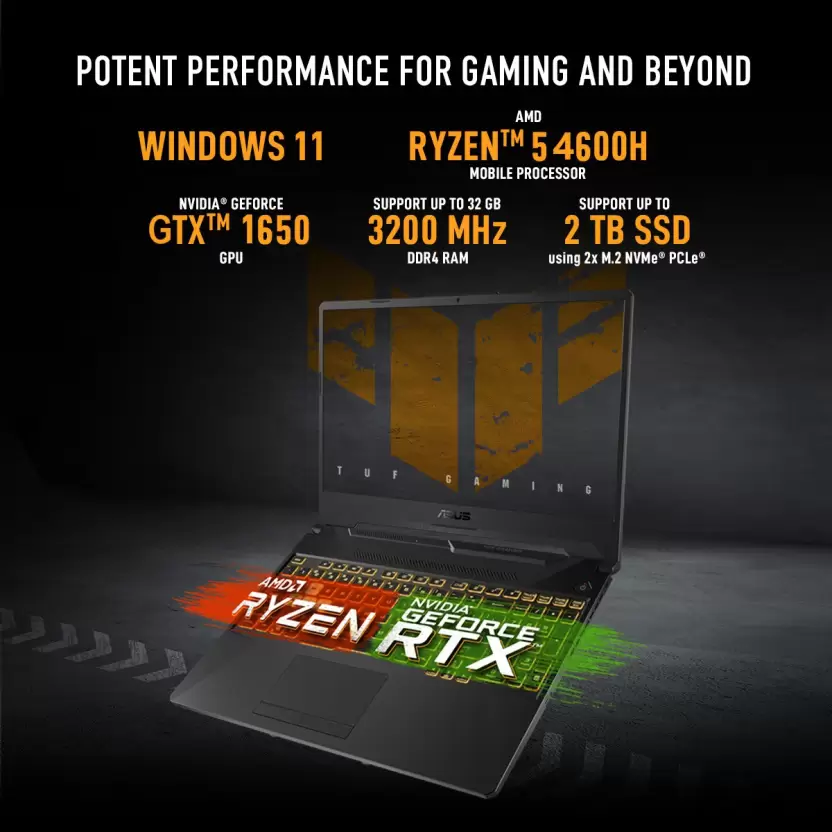 POTENT PERFORMANCE FOR GAMING AND BEYOND
WINDOWS 11
AMD
RYZEN™ 5 4600H
MOBILE PROCESSOR
NVIDIA® GEFORCE
GTX™ 1650
GPU
SUPPORT UP TO 32 GB
3200 MHz
DDR4 RAM
SUPPORT UP TO
2 TB SSD
using 2x M.2 NVMe® PCLe®
TUF GAMING
ASUS
AMD
RYZEN
NVIDIA
GEFORCE
RTX™